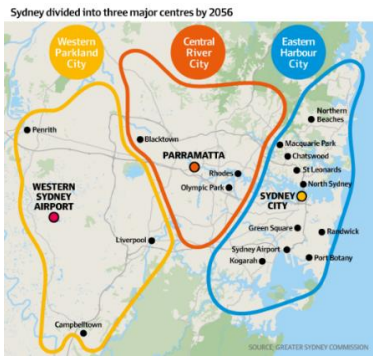 Sydney divided into three major centres by 2056
Western
Parkland
City
Central
River
City
Eastern
Harbour
City
Northern
Beaches
Penrith
Blacktown
Macquarie Park
Chatswood
PARRAMATTA
St Leonards
Rhodes
Olympic Park
North Sydney
WESTERN
SYDNEY
AIRPORT
SYDNEY
CITY
Green Square
Randwick
Liverpool
Sydney Airport
Kogarah
Port Botany
Campbelltown
SOURCE: GREATER SYDNEY COMMISSION